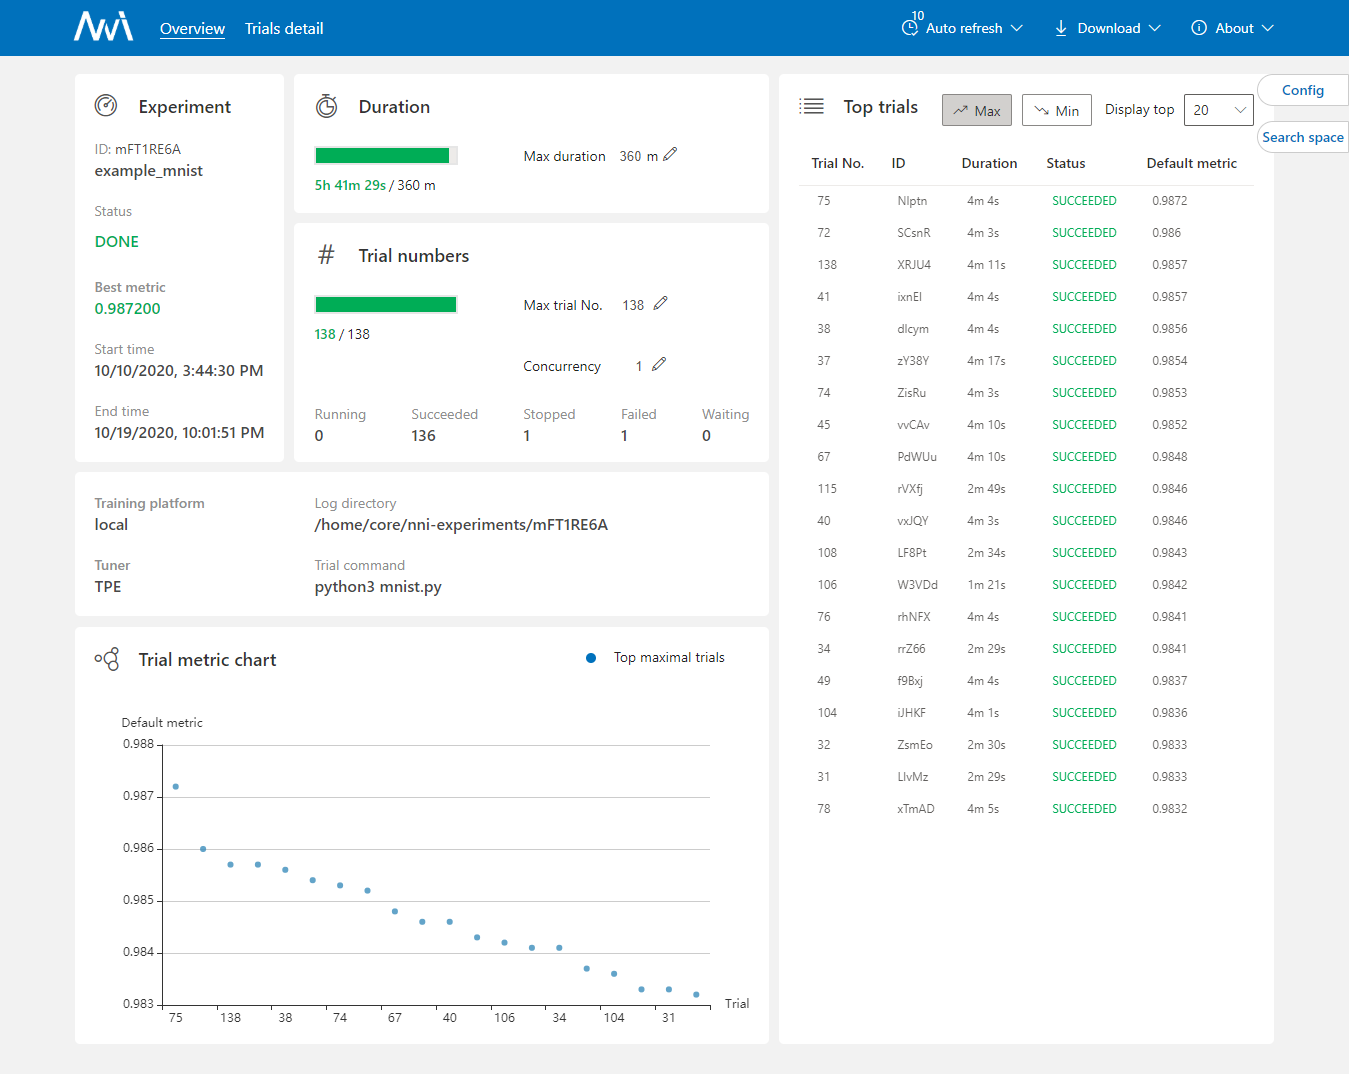 NNI Overview Trials detail 10 Auto refresh Download About
Config
Search space
Experiment
ID: mFT1RE6A
example_mnist
Status
DONE
Best metric
0.987200
Start time
10/10/2020, 3:44:30 PM
End time
10/19/2020, 10:01:51 PM
Duration
Max duration 360 m
5h 41m 29s / 360 m
# Trial numbers
Max trial No. 138
138 / 138
Concurrency 1
Running Succeeded Stopped Failed Waiting
0 136 1 1 0
Training platform Log directory
local /home/core/nni-experiments/mFT1RE6A
Tuner Trial command
TPE python3 mnist.py
Trial metric chart Top maximal trials
Default metric
0.988
0.987
0.986
0.985
0.984
0.983
75 138 38 74 67 40 106 34 104 31 Trial
Top trials Max Min Display top 20
Trial No. ID Duration Status Default metric
75 NIptn 4m 4s SUCCEEDED 0.9872
72 SCsnR 4m 3s SUCCEEDED 0.986
138 XRJU4 4m 11s SUCCEEDED 0.9857
41 ixnEI 4m 4s SUCCEEDED 0.9857
38 dlcym 4m 4s SUCCEEDED 0.9856
37 zY38Y 4m 17s SUCCEEDED 0.9854
74 ZisRu 4m 3s SUCCEEDED 0.9853
45 vvCAv 4m 10s SUCCEEDED 0.9852
67 PdWUu 4m 10s SUCCEEDED 0.9848
115 rVXfj 2m 49s SUCCEEDED 0.9846
40 vxJQY 4m 3s SUCCEEDED 0.9846
108 LF8Pt 2m 34s SUCCEEDED 0.9843
106 W3VDd 1m 21s SUCCEEDED 0.9842
76 rhNFX 4m 4s SUCCEEDED 0.9841
34 rrZ66 2m 29s SUCCEEDED 0.9841
49 f9Bxj 4m 4s SUCCEEDED 0.9837
104 iJHKF 4m 1s SUCCEEDED 0.9836
32 ZsmEo 2m 30s SUCCEEDED 0.9833
31 LlvMz 2m 29s SUCCEEDED 0.9833
78 xTmAD 4m 5s SUCCEEDED 0.9832